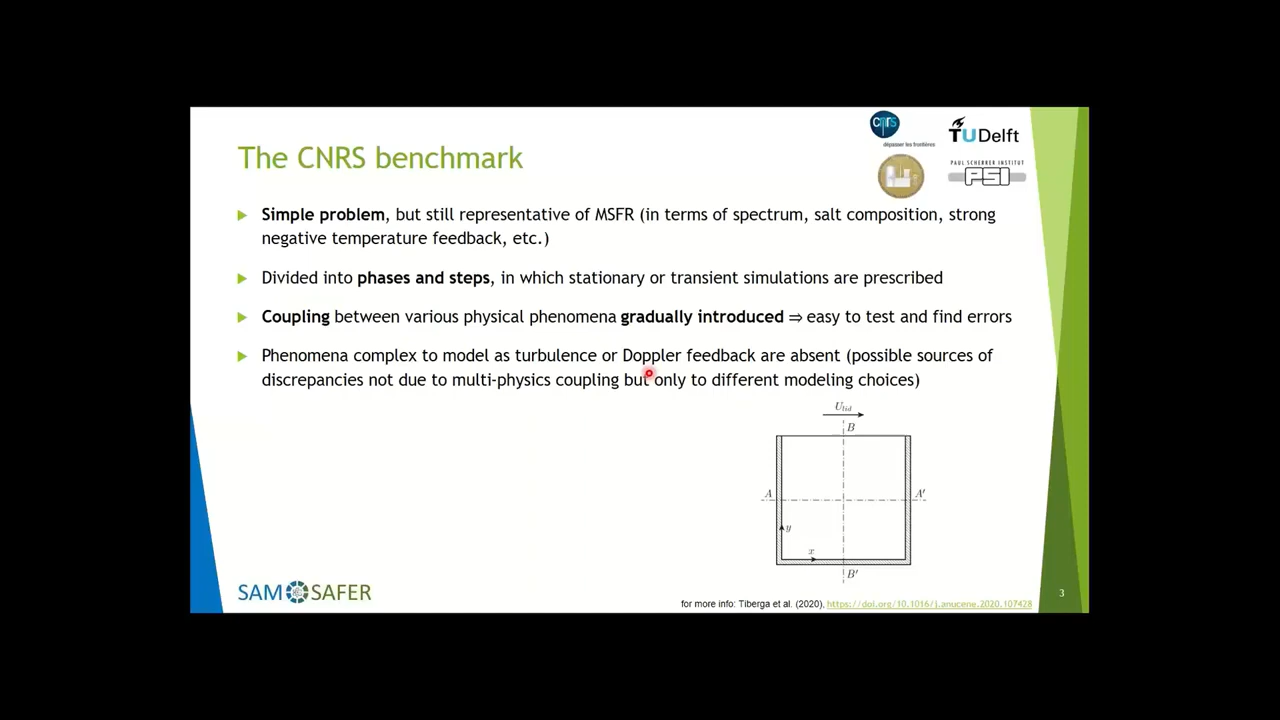 The CNRS benchmark
cnrs
dépasser les frontières
TUDelft
PAUL SCHERRER INSTITUT
PSI
Simple problem, but still representative of MSFR (in terms of spectrum, salt composition, strong
negative temperature feedback, etc.)
Divided into phases and steps, in which stationary or transient simulations are prescribed
Coupling between various physical phenomena gradually introduced ⇒ easy to test and find errors
Phenomena complex to model as turbulence or Doppler feedback are absent (possible sources of
discrepancies not due to multi-physics coupling but only to different modeling choices)
U_lid
B
A
A′
y
x
B′
SAMOSAFER
for more info: Tiberga et al. (2020), https://doi.org/10.1016/j.anucene.2020.107428
3